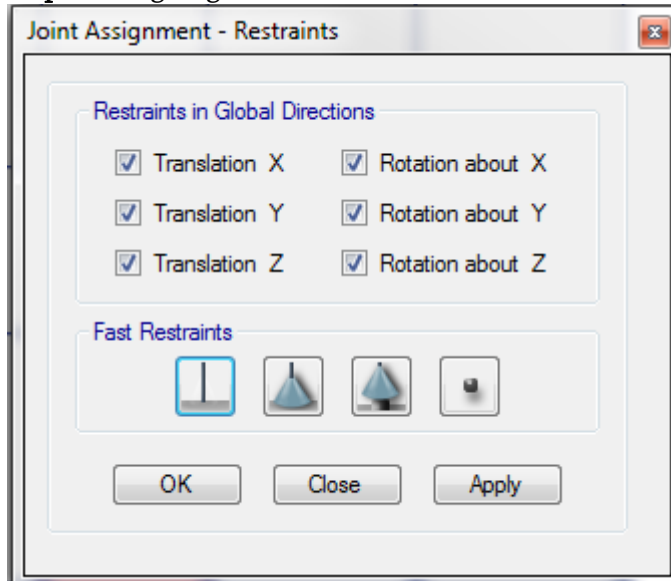 Joint Assignment - Restraints
Restraints in Global Directions
Translation X Rotation about X
Translation Y Rotation about Y
Translation Z Rotation about Z
Fast Restraints
OK Close Apply